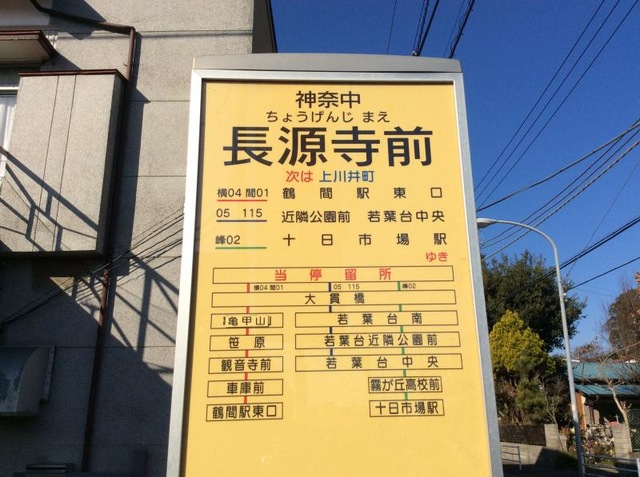 神奈中
ちょうげんじ まえ
長源寺前
次は 上川井町
横04 間01 鶴間駅東口
05 115 近隣公園前 若葉台中央
峰02 十日市場駅
ゆき
当停留所
横04 間01 05 115 峰02
大貫橋
亀甲山 若葉台南
笹原 若葉台近隣公園前
観音寺前 若葉台中央
車庫前 霧が丘高校前
鶴間駅東口 十日市場駅